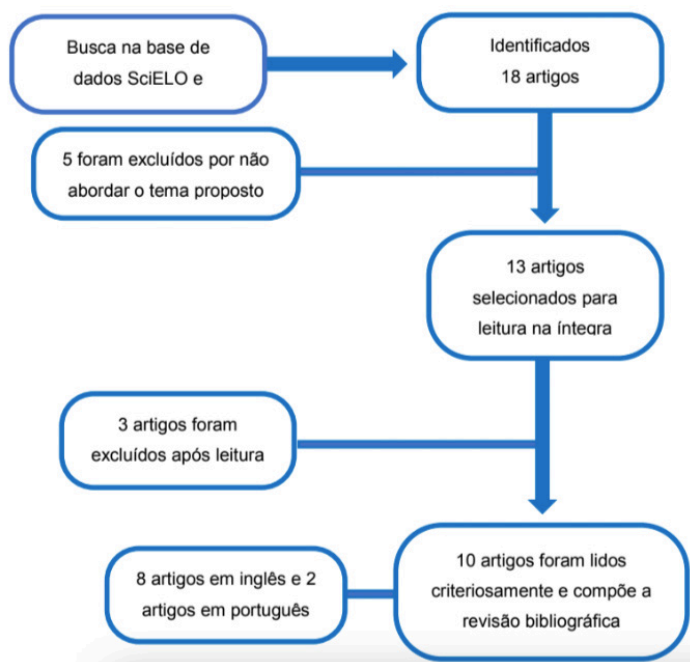 Busca na base de
dados SciELO e
Identificados
18 artigos
5 foram excluídos por não
abordar o tema proposto
13 artigos
selecionados para
leitura na íntegra
3 artigos foram
excluídos após leitura
10 artigos foram lidos
criteriosamente e compõe a
revisão bibliográfica
8 artigos em inglês e 2
artigos em português